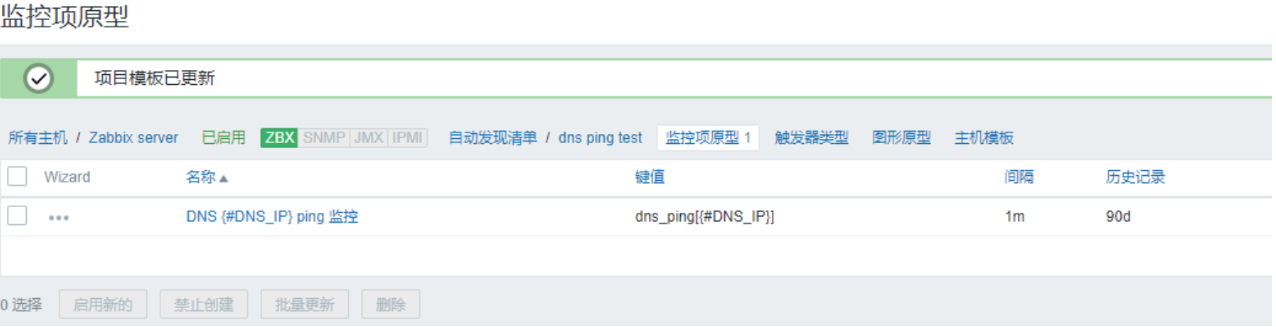 监控项原型
项目模板已更新
所有主机 / Zabbix server 已启用 ZBX SNMP JMX IPMI 自动发现清单 / dns ping test 监控项原型 1 触发器类型 图形原型 主机模板
Wizard 名称 键值 间隔 历史记录
DNS {#DNS_IP} ping 监控 dns_ping[{#DNS_IP}] 1m 90d
0 选择 启用新的 禁止创建 批量更新 删除